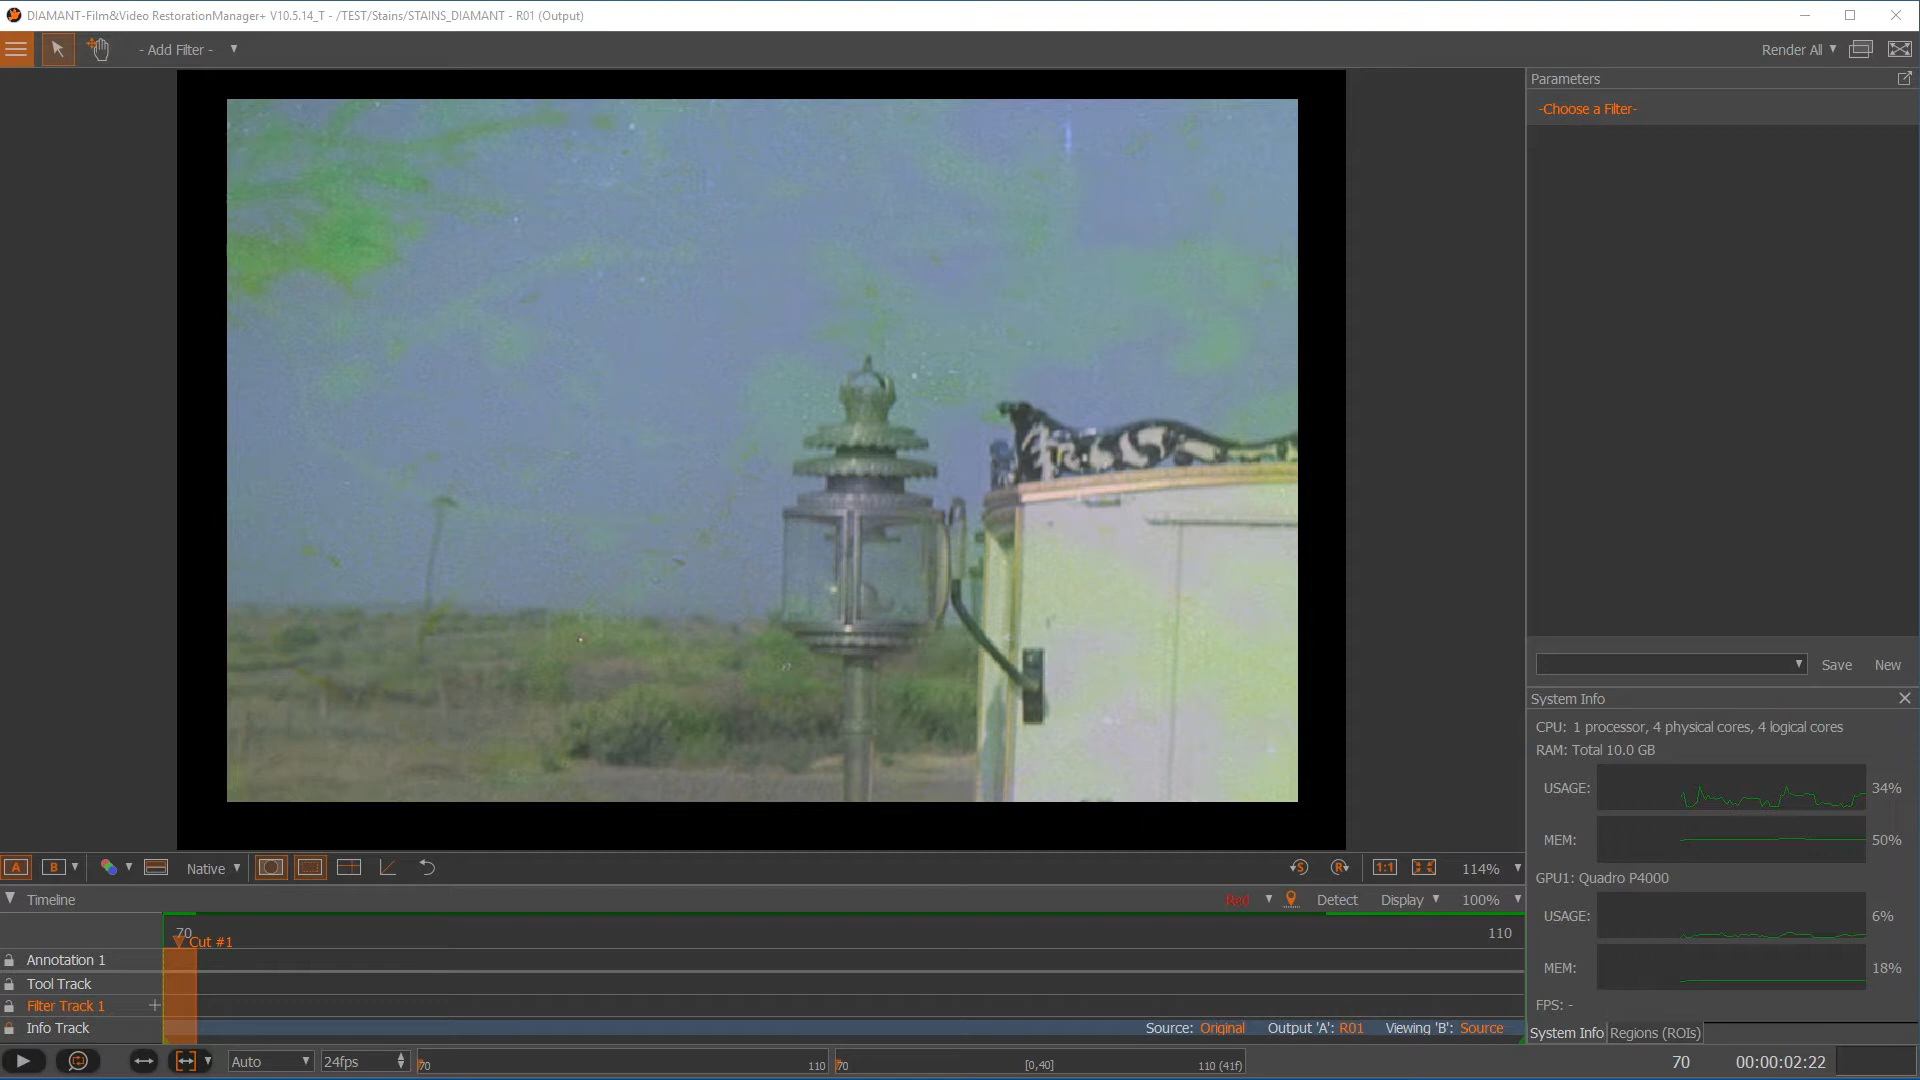 DIAMANT-Film&Video RestorationManager+ V10.5.14_T - /TEST/Stains/STAINS_DIAMANT - R01 (Output)
- Add Filter -
Render All
Parameters
-Choose a Filter-
Save New
System Info
CPU: 1 processor, 4 physical cores, 4 logical cores
RAM: Total 10.0 GB
USAGE: 34%
MEM: 50%
GPU1: Quadro P4000
USAGE: 6%
MEM: 18%
FPS: -
System Info Regions (ROIs)
A B Native S R 1:1 114%
Timeline Red Detect Display 100%
70 110
Cut #1
Annotation 1
Tool Track
Filter Track 1 +
Info Track Source: Original Output 'A': R01 Viewing 'B': Source
Auto 24fps 70 110 70 [0,40] 110 (41f) 70 00:00:02:22